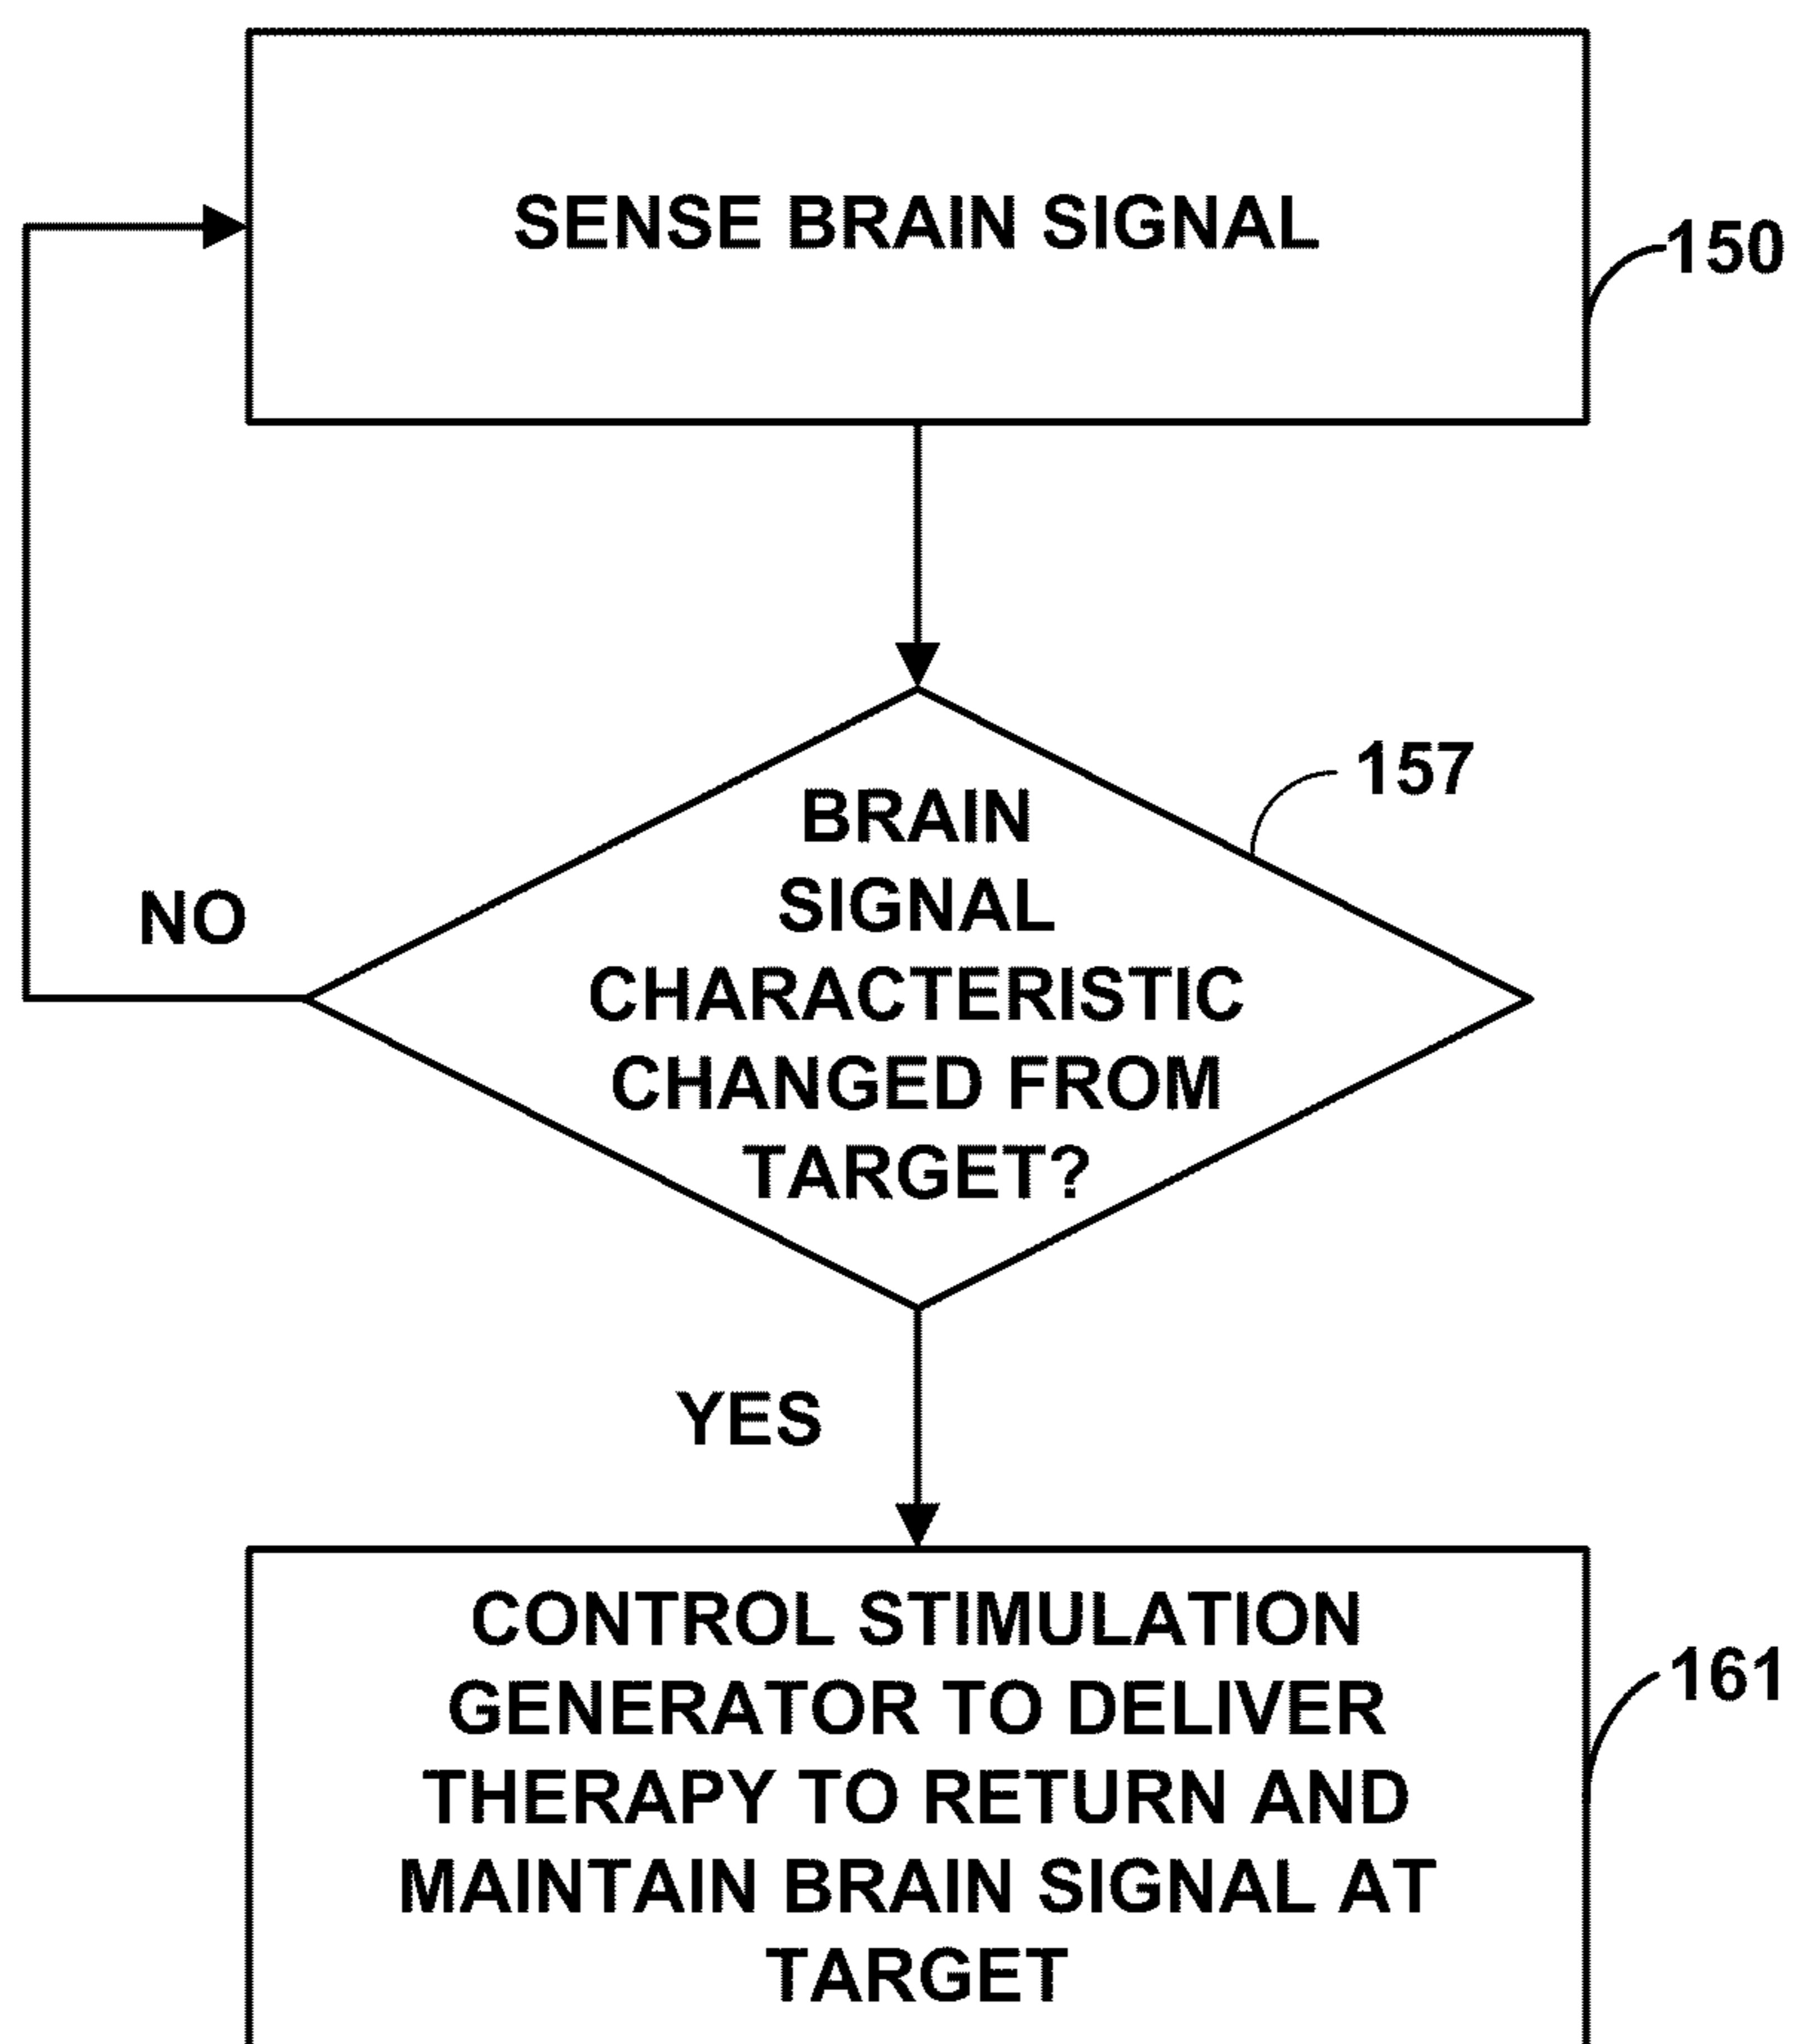 SENSE BRAIN SIGNAL
150
157
BRAIN
SIGNAL
CHARACTERISTIC
CHANGED FROM
TARGET?
NO
YES
CONTROL STIMULATION
GENERATOR TO DELIVER
THERAPY TO RETURN AND
MAINTAIN BRAIN SIGNAL AT
TARGET
161